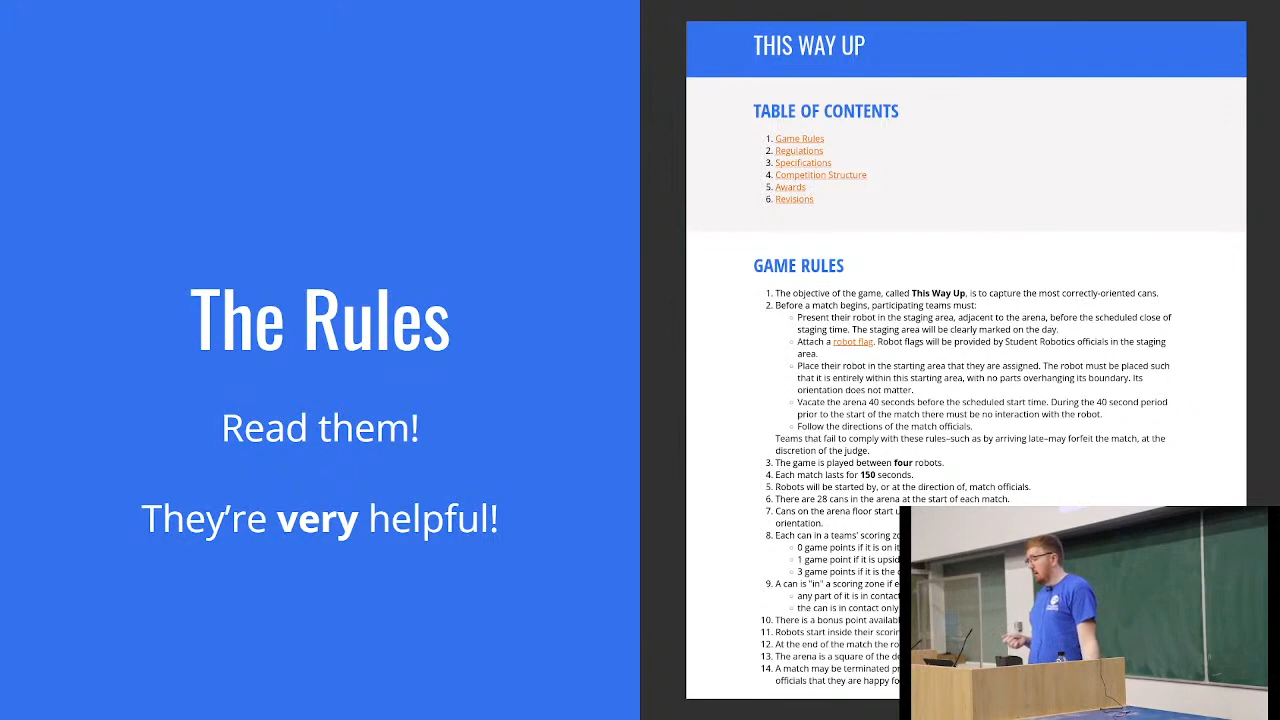 The Rules
Read them!
They're very helpful!
THIS WAY UP
TABLE OF CONTENTS
1. Game Rules
2. Regulations
3. Specifications
4. Competition Structure
5. Awards
6. Revisions
GAME RULES
1. The objective of the game, called This Way Up, is to capture the most correctly-oriented cans.
2. Before a match begins, participating teams must:
Present their robot in the staging area, adjacent to the arena, before the scheduled close of
staging time. The staging area will be clearly marked on the day.
Attach a robot flag. Robot flags will be provided by Student Robotics officials in the staging
area.
Place their robot in the starting area that they are assigned. The robot must be placed such
that it is entirely within this starting area, with no parts overhanging its boundary. Its
orientation does not matter.
Vacate the arena 40 seconds before the scheduled start time. During the 40 second period
prior to the start of the match there must be no interaction with the robot.
Follow the directions of the match officials.
Teams that fail to comply with these rules–such as by arriving late–may forfeit the match, at the
discretion of the judge.
3. The game is played between four robots.
4. Each match lasts for 150 seconds.
5. Robots will be started by, or at the direction of, match officials.
6. There are 28 cans in the arena at the start of each match.
7. Cans on the arena floor start
orientation.
8. Each can in a teams' scoring
0 game points if it is on
1 game point if it is
3 game points if it is the
9. A can is "in" a scoring zone if
any part of it is in contact
the can is in contact only
10. There is a bonus point
11. Robots start inside their
12. At the end of the match the
13. The arena is a square of the
14. A match may be terminated
officials that they are happy